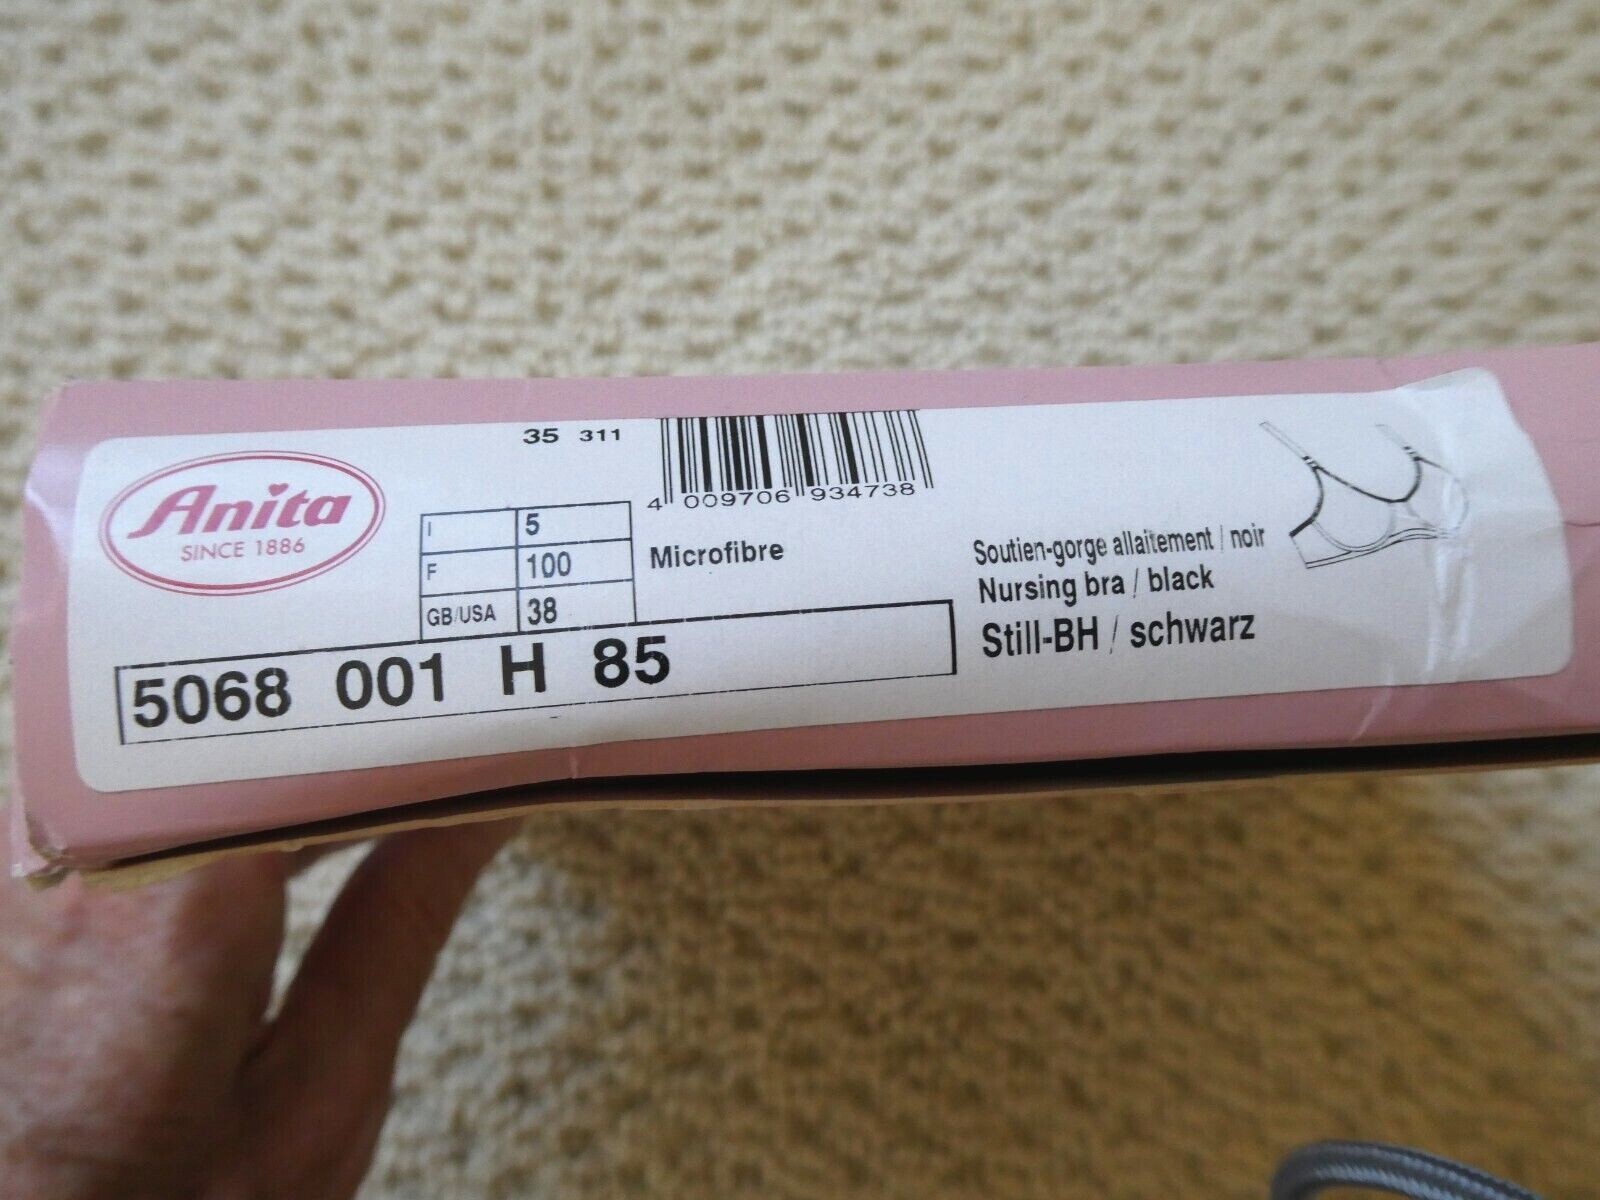 Anita
SINCE 1886
35 311
4 009706 934738
I 5
F 100
GB/USA 38
Microfibre
5068 001 H 85
Soutien-gorge allaitement / noir
Nursing bra / black
Still-BH / schwarz